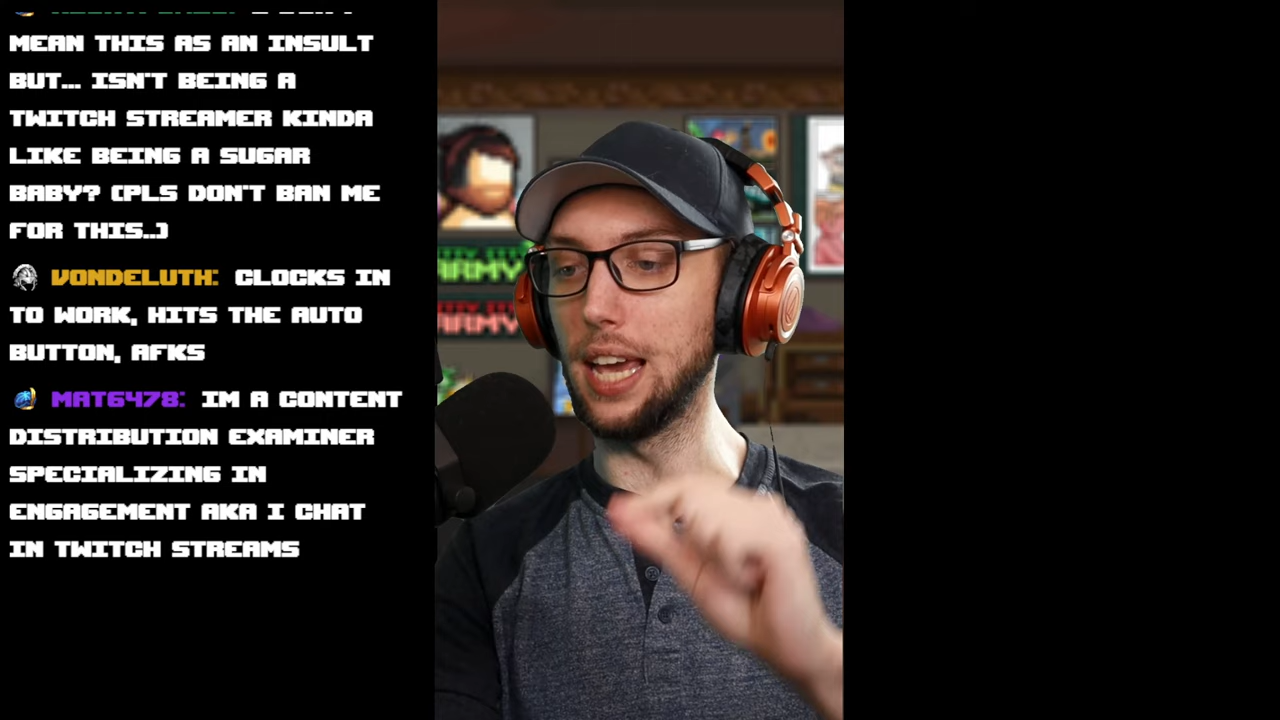 MEAN THIS AS AN INSULT
BUT... ISN'T BEING A
TWITCH STREAMER KINDA
LIKE BEING A SUGAR
BABY? (PLS DON'T BAN ME
FOR THIS..)
VONDELUTH: CLOCKS IN
TO WORK, HITS THE AUTO
BUTTON, AFKS
MAT6478: IM A CONTENT
DISTRIBUTION EXAMINER
SPECIALIZING IN
ENGAGEMENT AKA I CHAT
IN TWITCH STREAMS
ARMY
ARMY